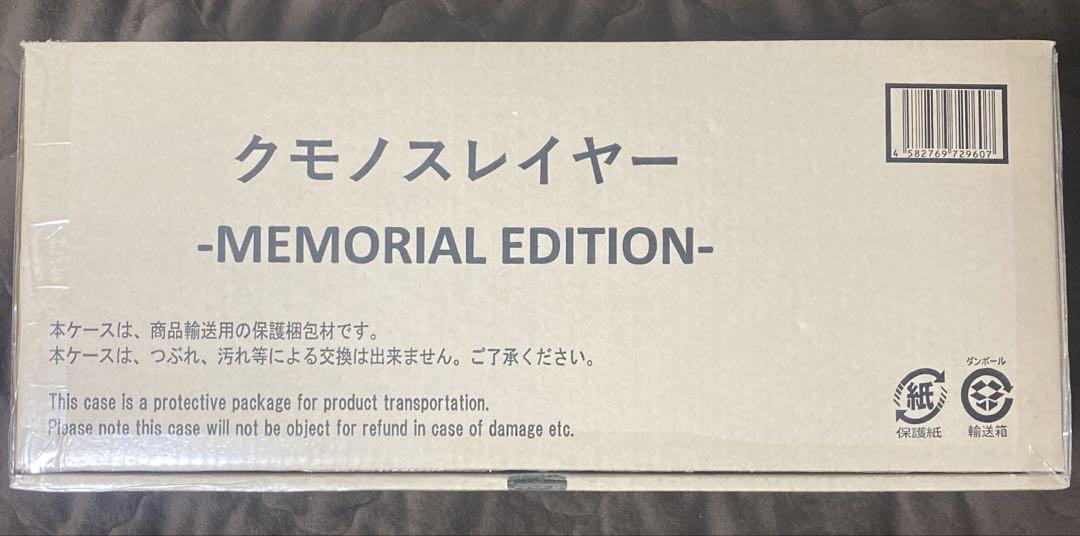 4 582769 729607
クモノスレイヤー
-MEMORIAL EDITION-
本ケースは、商品輸送用の保護梱包材です。
本ケースは、つぶれ、汚れ等による交換は出来ません。ご了承ください。
This case is a protective package for product transportation.
Please note this case will not be object for refund in case of damage etc.
紙
保護紙
ダンボール
輸送箱